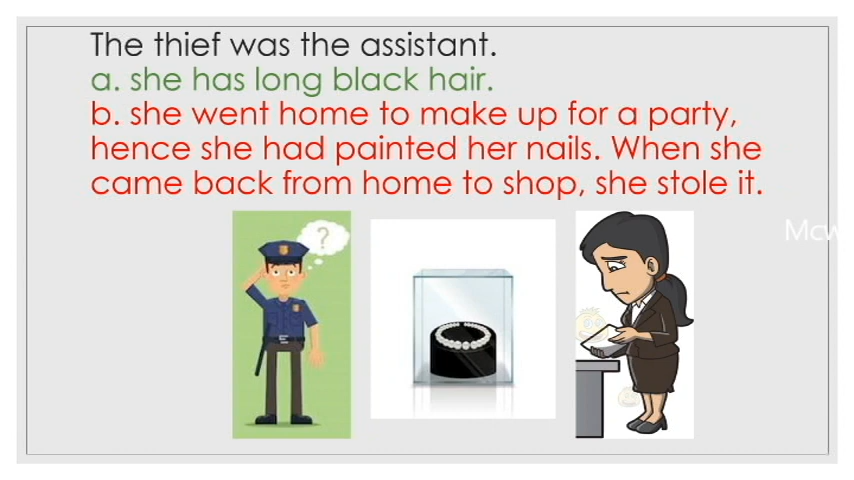 The thief was the assistant.
a. she has long black hair.
b. she went home to make up for a party,
hence she had painted her nails. When she
came back from home to shop, she stole it.
?